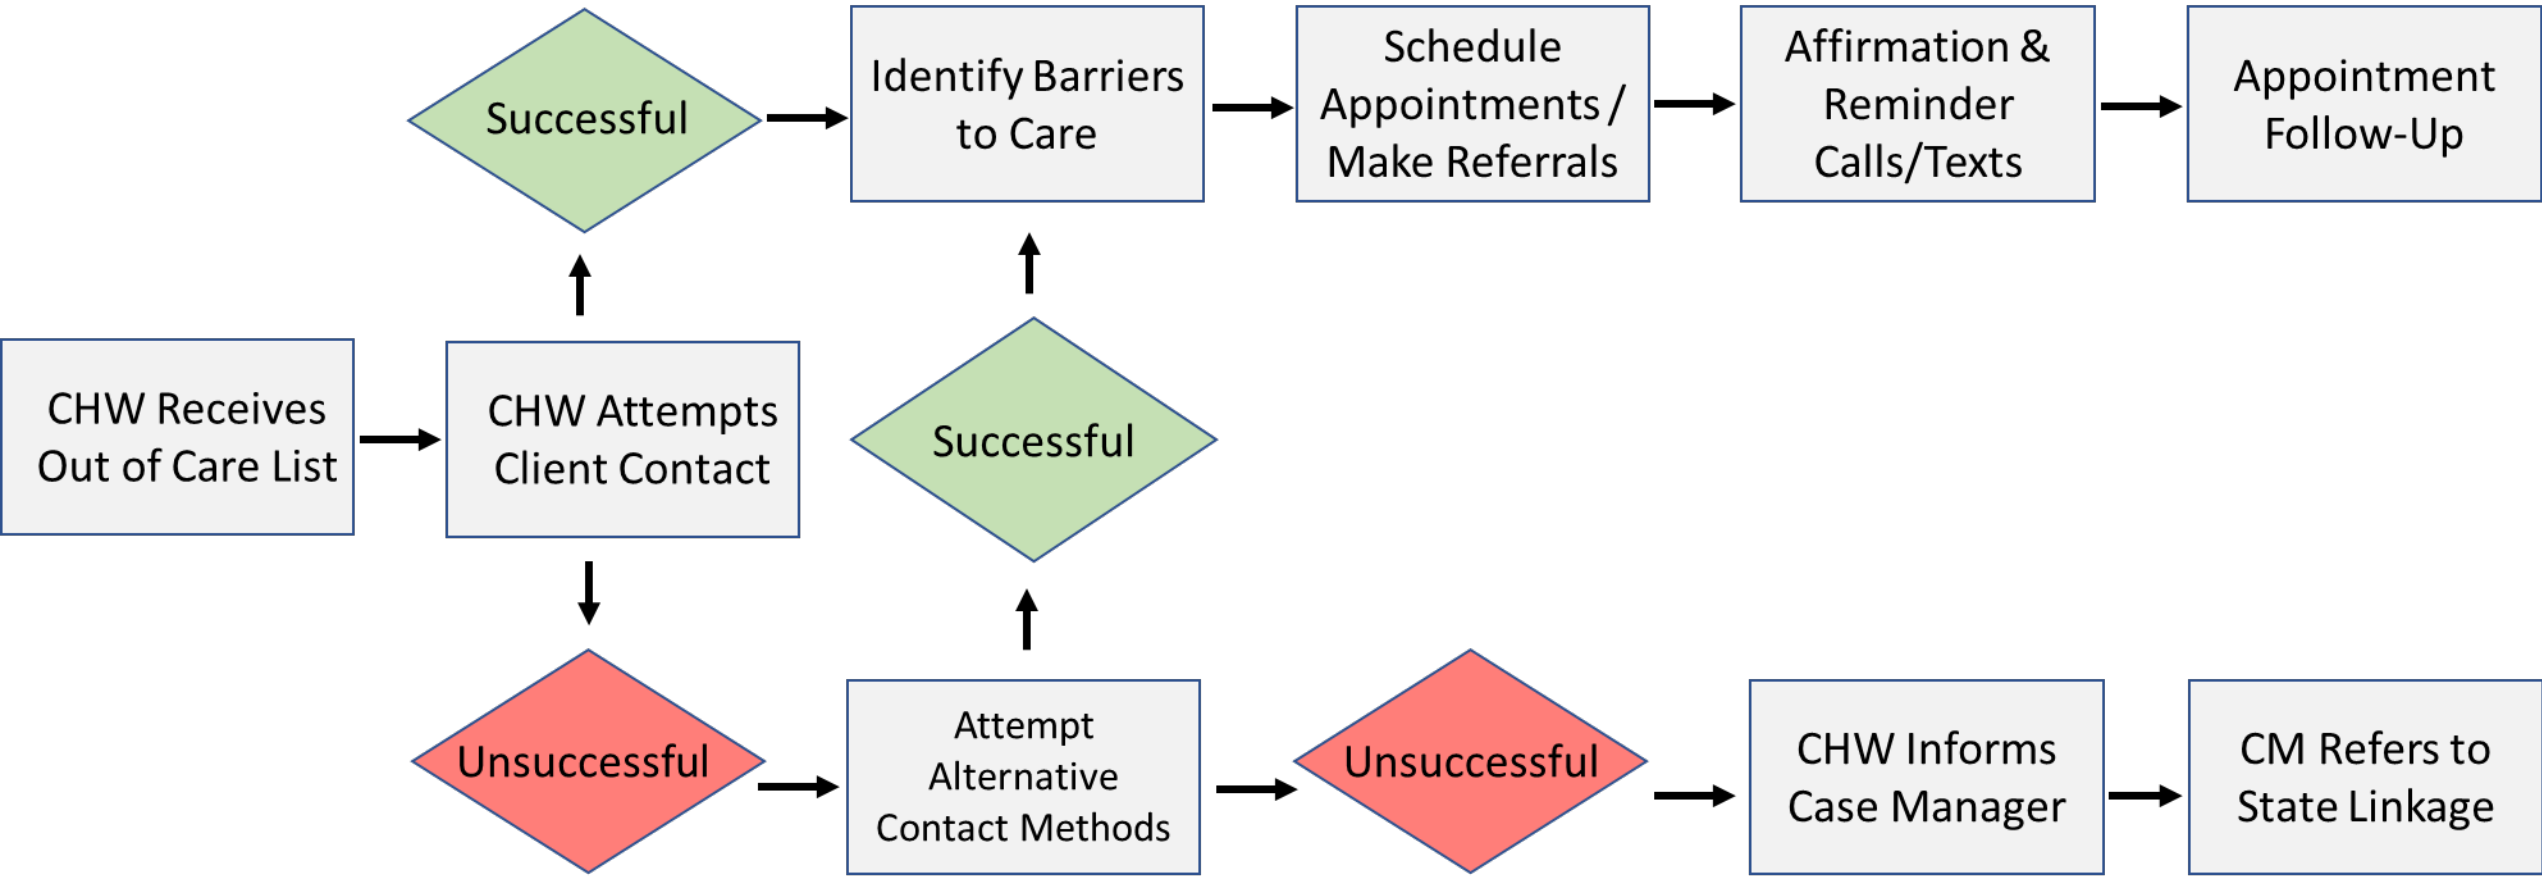 Successful
Identify Barriers
to Care
Schedule
Appointments /
Make Referrals
Affirmation &
Reminder
Calls/Texts
Appointment
Follow-Up
CHW Receives
Out of Care List
CHW Attempts
Client Contact
Successful
Unsuccessful
Attempt
Alternative
Contact Methods
Unsuccessful
CHW Informs
Case Manager
CM Refers to
State Linkage